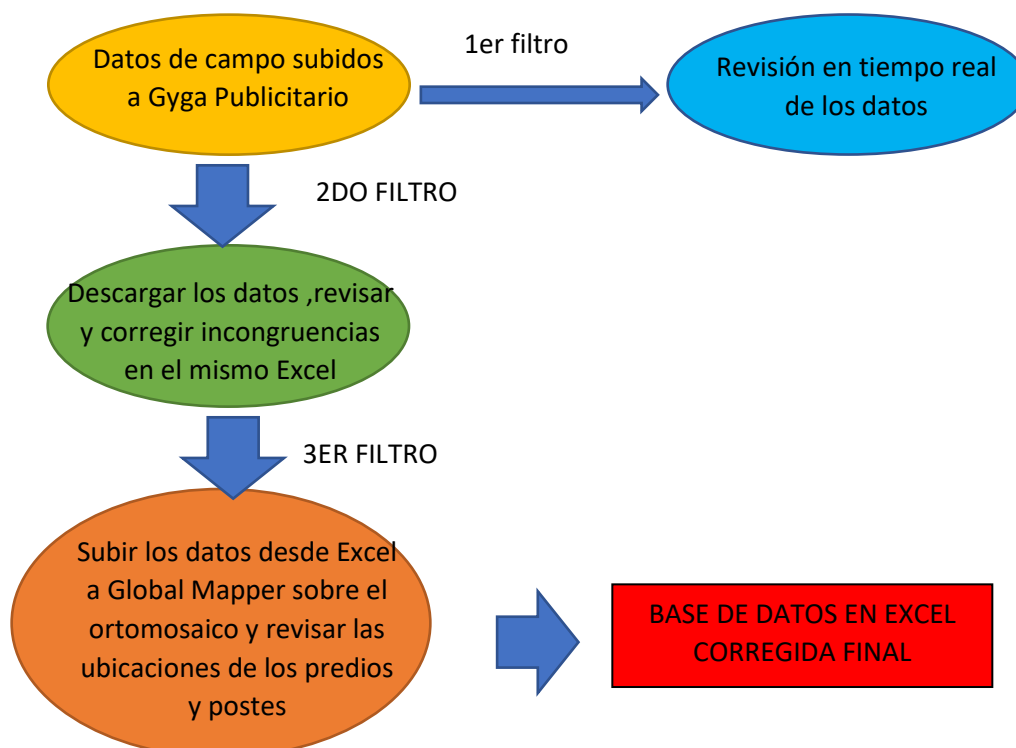 Datos de campo subidos
a Gyga Publicitario
1er filtro
Revisión en tiempo real
de los datos
2DO FILTRO
Descargar los datos ,revisar
y corregir incongruencias
en el mismo Excel
3ER FILTRO
Subir los datos desde Excel
a Global Mapper sobre el
ortomosaico y revisar las
ubicaciones de los predios
y postes
BASE DE DATOS EN EXCEL
CORREGIDA FINAL